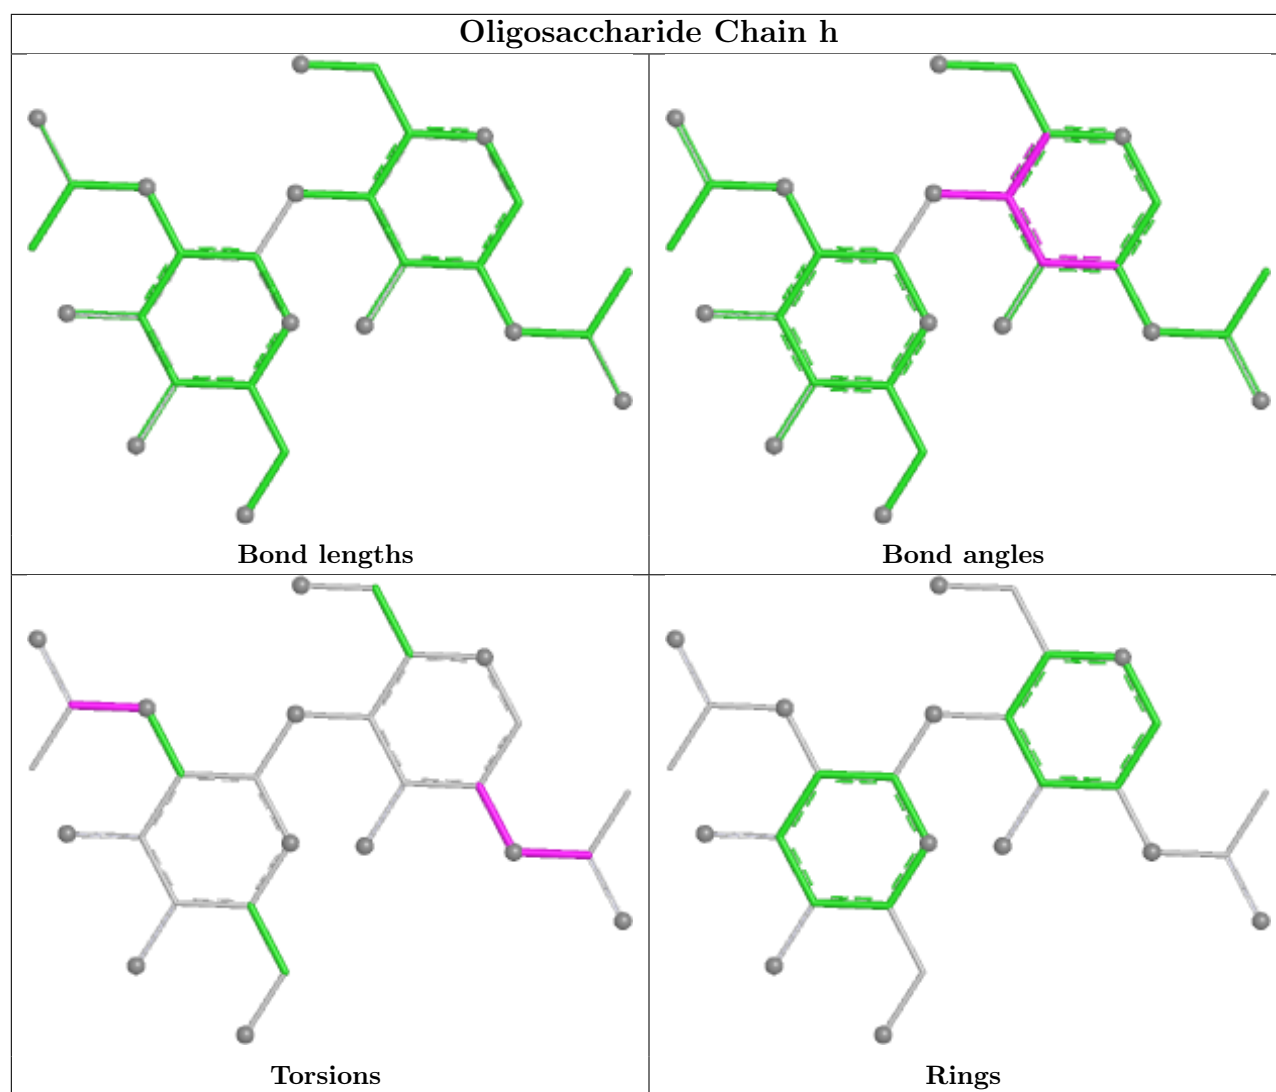 Oligosaccharide Chain h
Bond lengths
Bond angles
Torsions
Rings